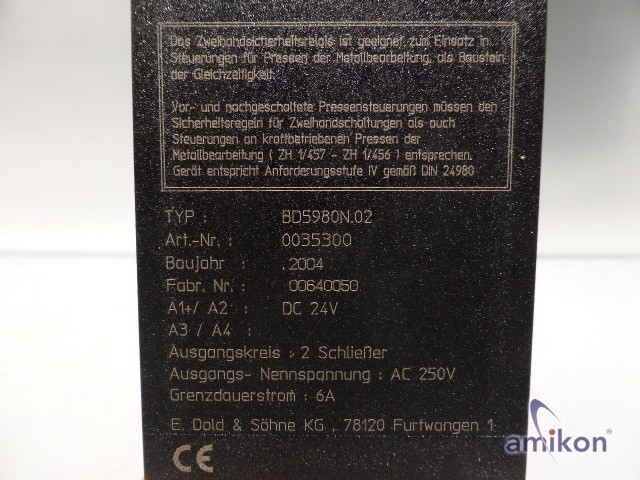 Das Zweihandsicherheitsrelais ist geeignet zum Einsatz in
Steuerungen für Pressen der Metallbearbeitung, als Baustein
der Gleichzeitigkeit.
Vor- und nachgeschaltete Pressensteuerungen müssen den
Sicherheitsregeln für Zweihandschaltungen als auch
Steuerungen an kraftbetriebenen Pressen der
Metallbearbeitung ( ZH 1/457 - ZH 1/456 ) entsprechen.
Gerät entspricht Anforderungsstufe IV gemäß DIN 24980
TYP : BD5980N.02
Art.-Nr. : 0035300
Baujahr : .2004
Fabr. Nr.: 00640050
A1+/ A2 : DC 24V
A3 / A4 :
Ausgangskreis : 2 Schließer
Ausgangs- Nennspannung : AC 250V
Grenzdauerstrom : 6A
E. Dold & Söhne KG , 78120 Furtwangen 1
CE
amikon